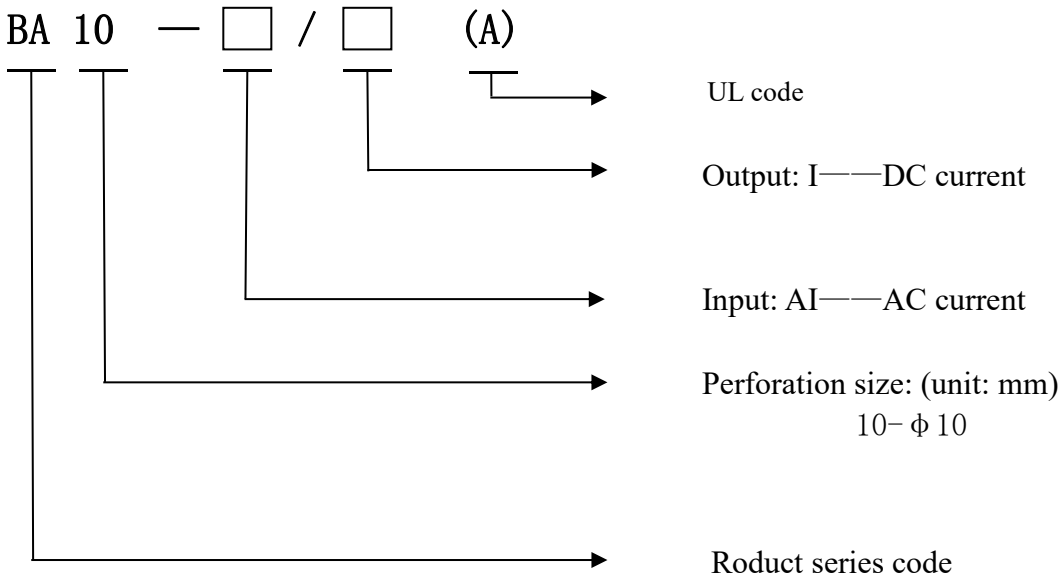 BA 10 — □ / □ (A)
UL code
Output: I——DC current
Input: AI——AC current
Perforation size: (unit: mm)
10-φ10
Roduct series code